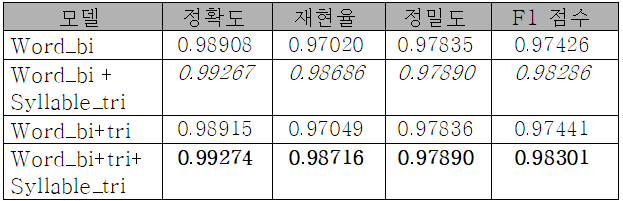 모델 정확도 재현율 정밀도 F1 점수
Word_bi 0.98908 0.97020 0.97835 0.97426
Word_bi + 0.99267 0.98686 0.97890 0.98286
Syllable_tri
Word_bi+tri 0.98915 0.97049 0.97836 0.97441
Word_bi+tri+ 0.99274 0.98716 0.97890 0.98301
Syllable_tri